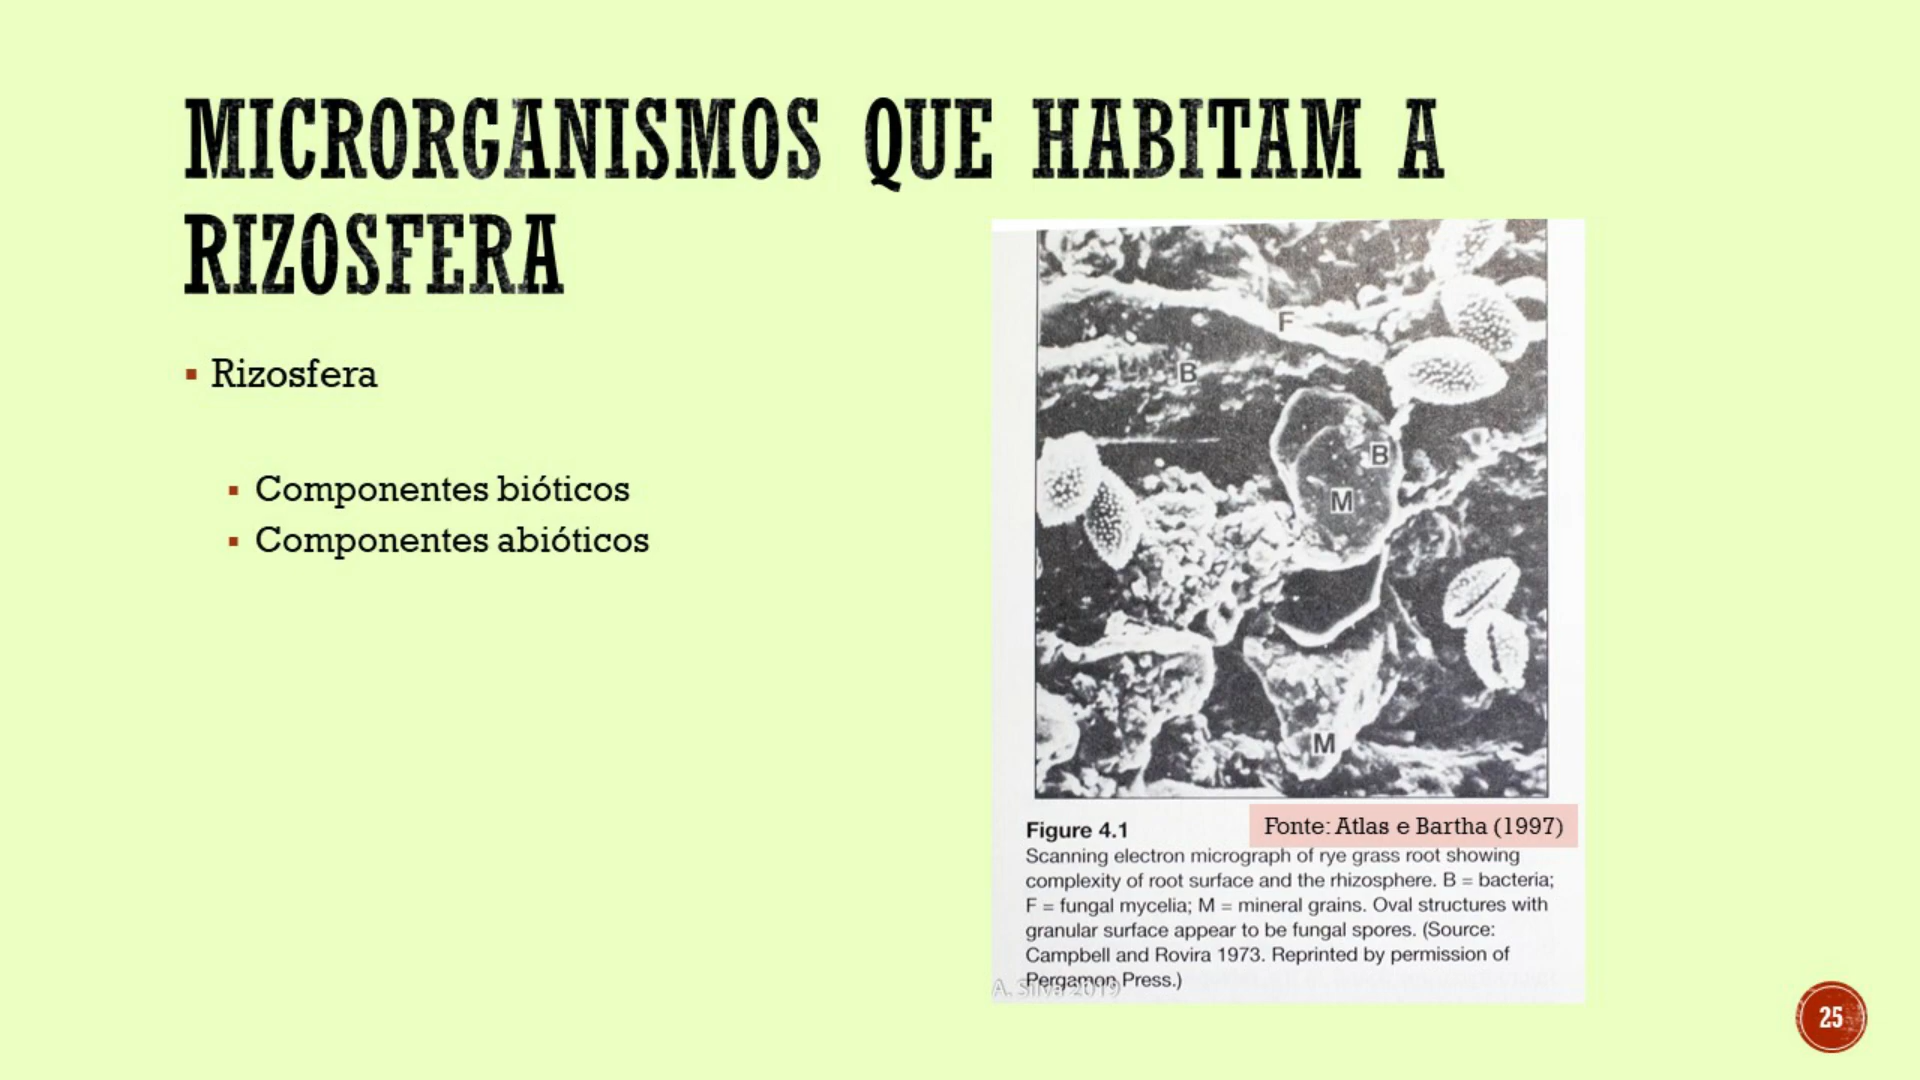 MICRORGANISMOS QUE HABITAM A
RIZOSFERA
Rizosfera
Componentes bióticos
Componentes abióticos
F
B
B
M
M
Fonte: Atlas e Bartha (1997)
Figure 4.1
Scanning electron micrograph of rye grass root showing
complexity of root surface and the rhizosphere. B = bacteria;
F = fungal mycelia; M = mineral grains. Oval structures with
granular surface appear to be fungal spores. (Source:
Campbell and Rovira 1973. Reprinted by permission of
Pergamon Press.)
A. Silva 2019
25